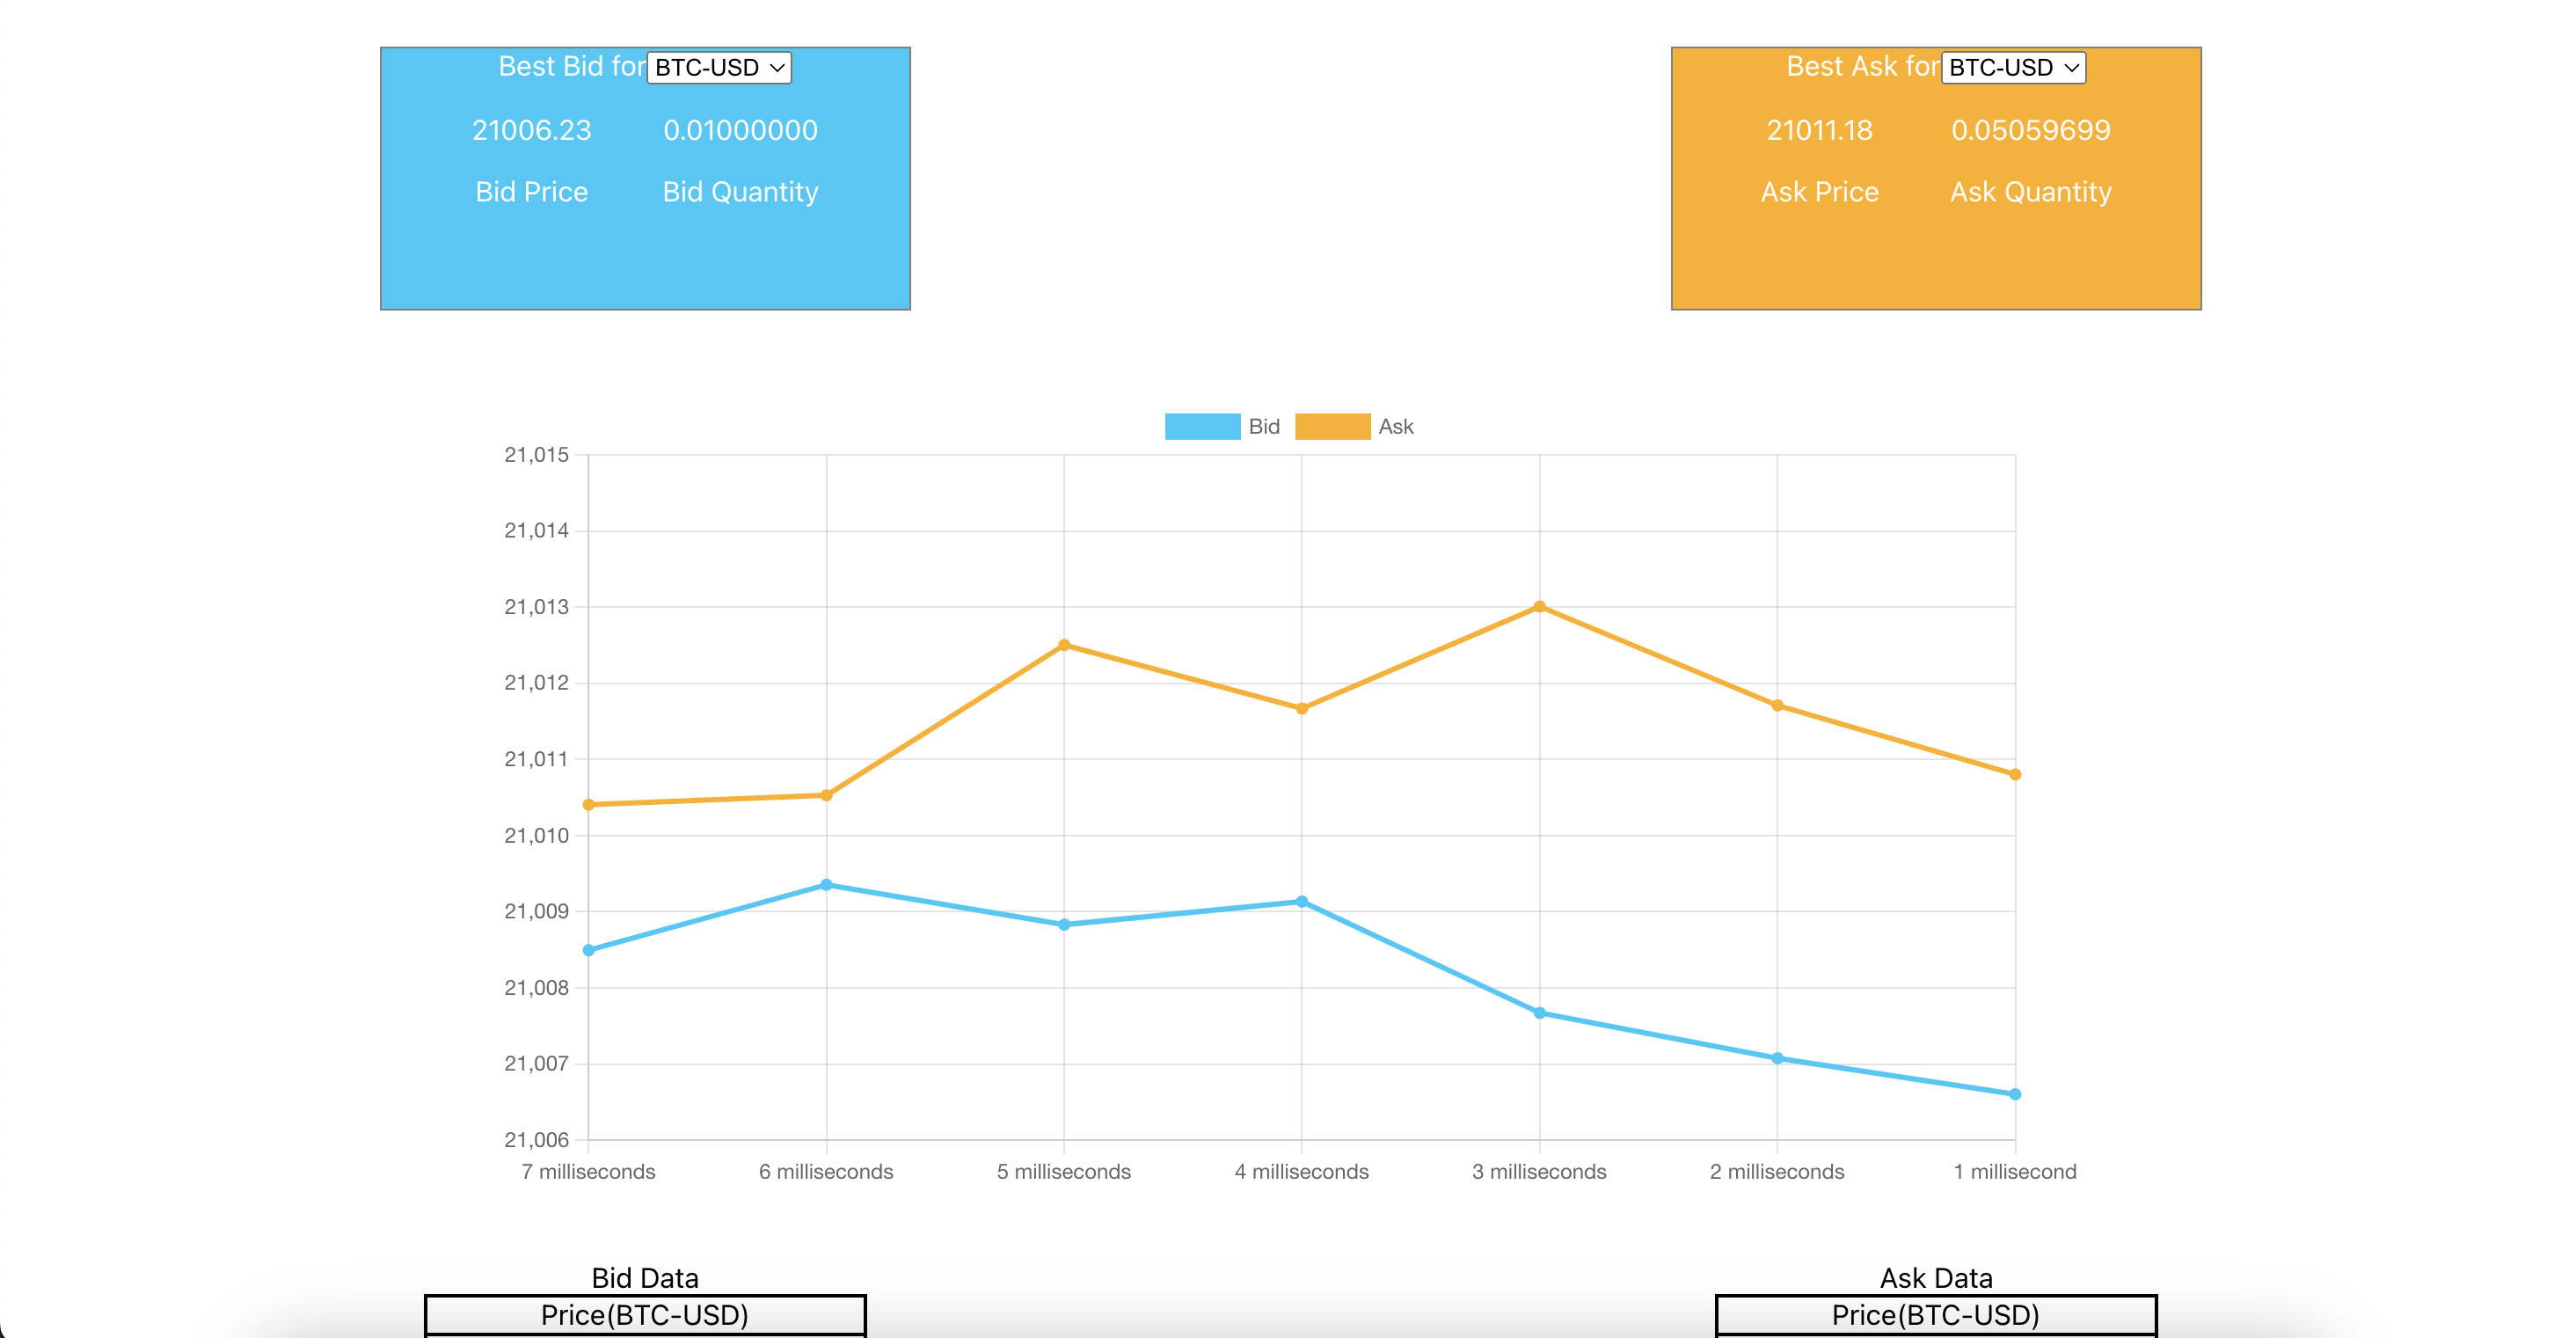 Best Bid for BTC-USD
21006.23 0.01000000
Bid Price Bid Quantity
Best Ask for BTC-USD
21011.18 0.05059699
Ask Price Ask Quantity
Bid Ask
21,015
21,014
21,013
21,012
21,011
21,010
21,009
21,008
21,007
21,006
7 milliseconds 6 milliseconds 5 milliseconds 4 milliseconds 3 milliseconds 2 milliseconds 1 millisecond
Bid Data
Price(BTC-USD)
Ask Data
Price(BTC-USD)